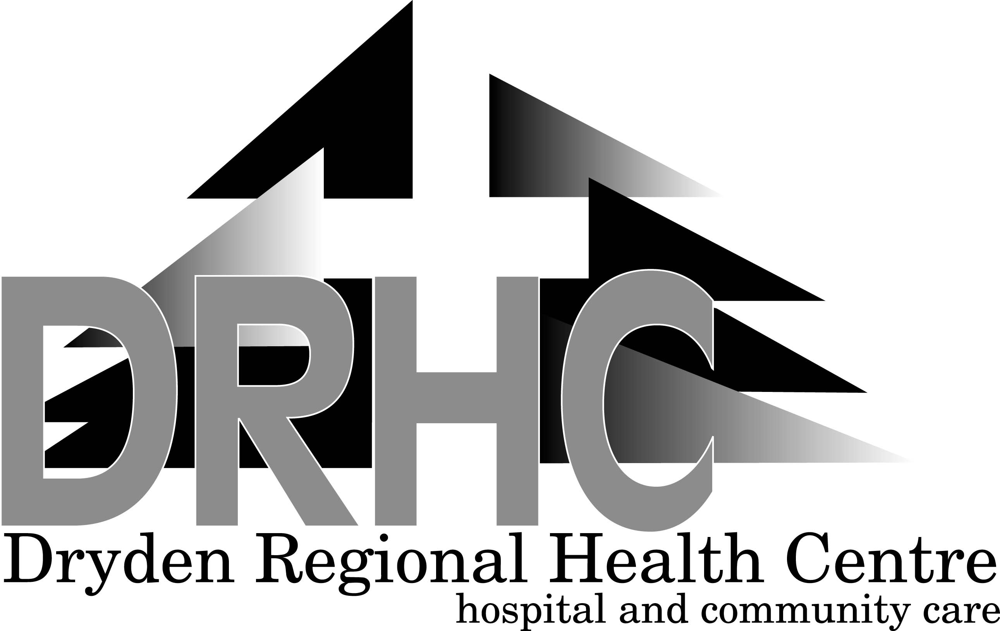 DRHC
Dryden Regional Health Centre
hospital and community care